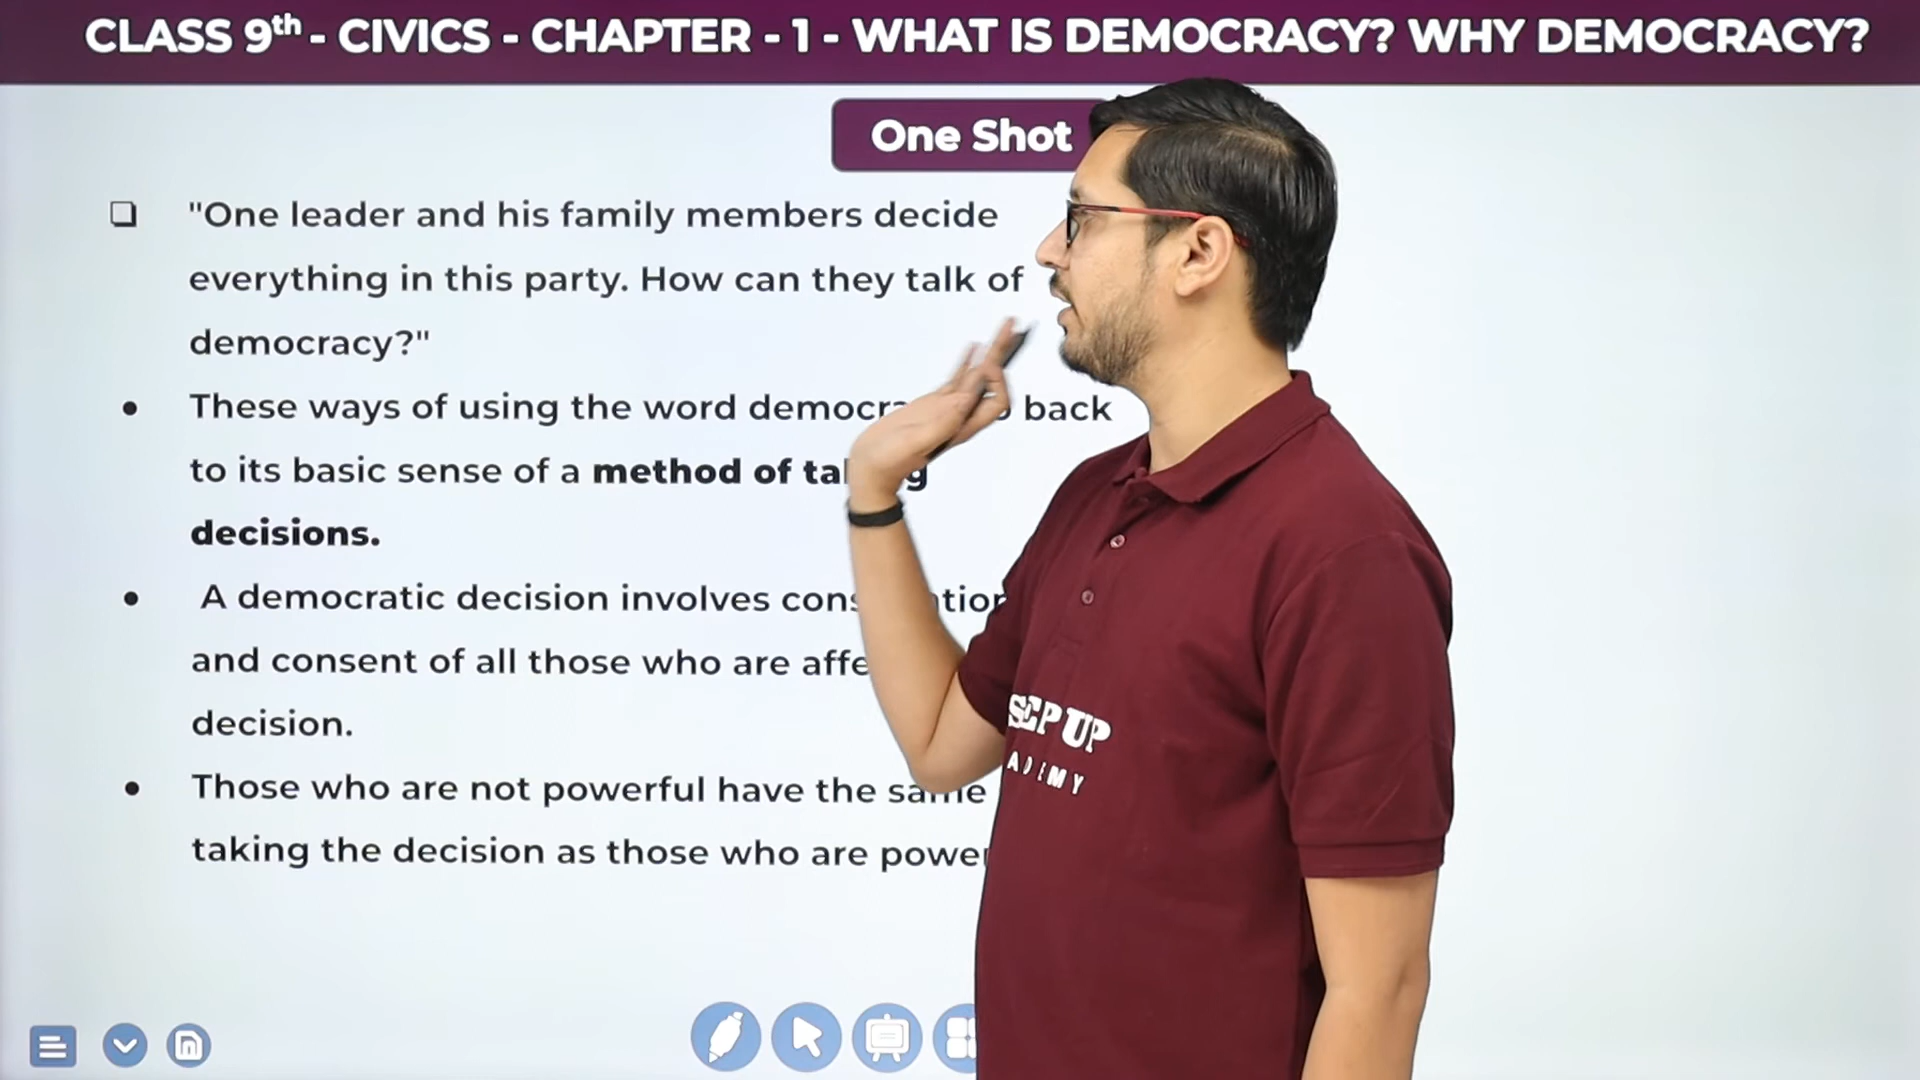 CLASS 9th - CIVICS - CHAPTER - 1 - WHAT IS DEMOCRACY? WHY DEMOCRACY?
One Shot
"One leader and his family members decide
everything in this party. How can they talk of
democracy?"
These ways of using the word back
to its basic sense of a method of
decisions.
A democratic decision involves
and consent of all those who are
decision.
Those who are not powerful have the same
taking the decision as those who are
UP